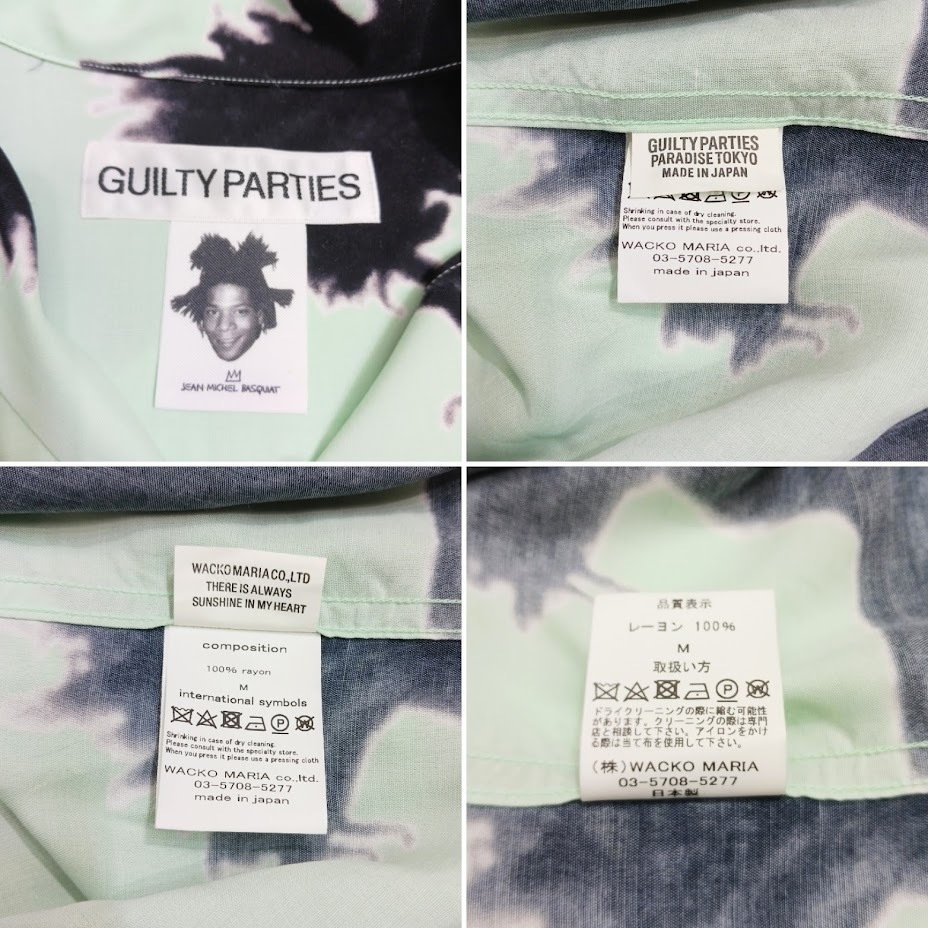 GUILTY PARTIES
JEAN MICHEL BASQUIAT
GUILTY PARTIES
PARADISE TOKYO
MADE IN JAPAN
Shrinking in case of dry cleaning.
Please consult with the specialty store.
When you press it please use a pressing cloth
WACKO MARIA co.,ltd.
03-5708-5277
made in japan
WACKO MARIA CO.,LTD
THERE IS ALWAYS
SUNSHINE IN MY HEART
composition
100% rayon
M
international symbols
Shrinking in case of dry cleaning.
Please consult with the specialty store.
When you press it please use a pressing cloth
WACKO MARIA co.,ltd.
03-5708-5277
made in japan
品質表示
レーヨン 100%
M
取扱い方
ドライクリーニングの際に縮む可能性
があります。クリーニングの際は専門
店と相談して下さい。アイロンをかけ
る際は当て布を使用して下さい。
(株)WACKO MARIA
03-5708-5277
日本製